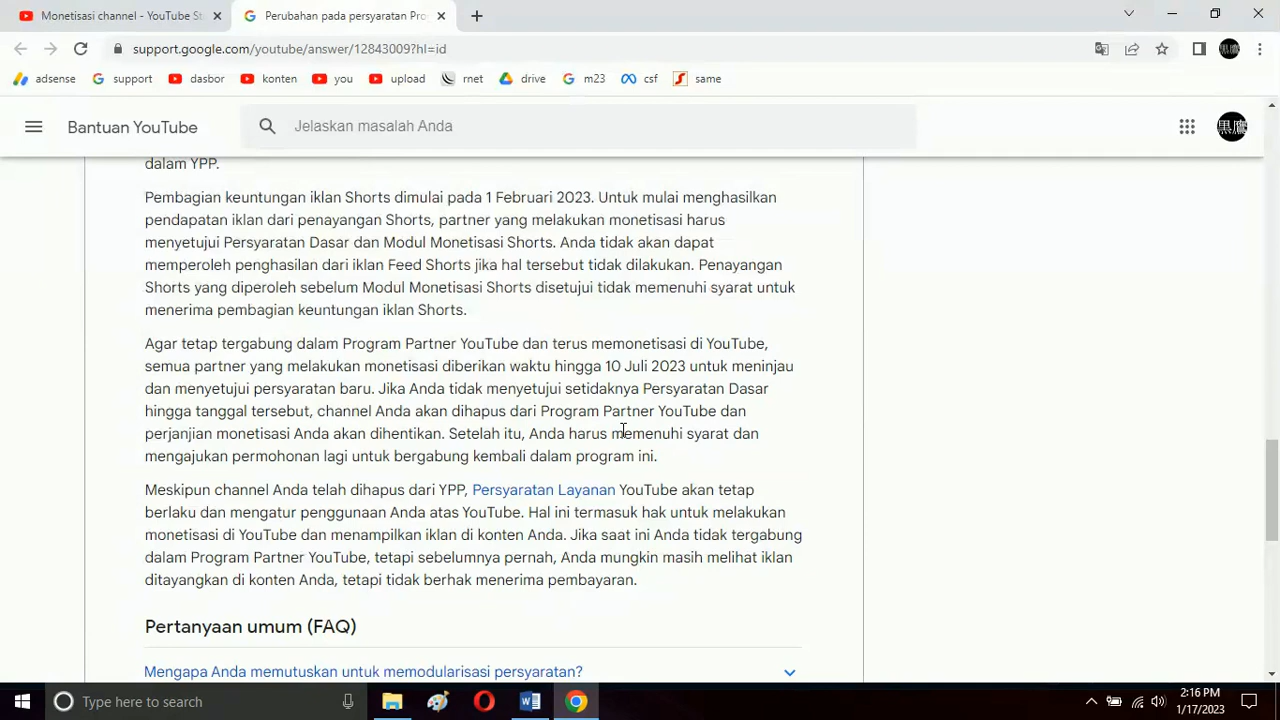 Monetisasi channel - YouTube St
Perubahan pada persyaratan Pro
support.google.com/youtube/answer/12843009?hl=id
adsense
support
dasbor
konten
you
upload
rnet
drive
m23
csf
same
Bantuan YouTube
Jelaskan masalah Anda
黒鷹
dalam YPP.
Pembagian keuntungan iklan Shorts dimulai pada 1 Februari 2023. Untuk mulai menghasilkan
pendapatan iklan dari penayangan Shorts, partner yang melakukan monetisasi harus
menyetujui Persyaratan Dasar dan Modul Monetisasi Shorts. Anda tidak akan dapat
memperoleh penghasilan dari iklan Feed Shorts jika hal tersebut tidak dilakukan. Penayangan
Shorts yang diperoleh sebelum Modul Monetisasi Shorts disetujui tidak memenuhi syarat untuk
menerima pembagian keuntungan iklan Shorts.
Agar tetap tergabung dalam Program Partner YouTube dan terus memonetisasi di YouTube,
semua partner yang melakukan monetisasi diberikan waktu hingga 10 Juli 2023 untuk meninjau
dan menyetujui persyaratan baru. Jika Anda tidak menyetujui setidaknya Persyaratan Dasar
hingga tanggal tersebut, channel Anda akan dihapus dari Program Partner YouTube dan
perjanjian monetisasi Anda akan dihentikan. Setelah itu, Anda harus memenuhi syarat dan
mengajukan permohonan lagi untuk bergabung kembali dalam program ini.
Meskipun channel Anda telah dihapus dari YPP, Persyaratan Layanan YouTube akan tetap
berlaku dan mengatur penggunaan Anda atas YouTube. Hal ini termasuk hak untuk melakukan
monetisasi di YouTube dan menampilkan iklan di konten Anda. Jika saat ini Anda tidak tergabung
dalam Program Partner YouTube, tetapi sebelumnya pernah, Anda mungkin masih melihat iklan
ditayangkan di konten Anda, tetapi tidak berhak menerima pembayaran.
Pertanyaan umum (FAQ)
Mengapa Anda memutuskan untuk memodularisasi persyaratan?
Type here to search
2:16 PM
1/17/2023